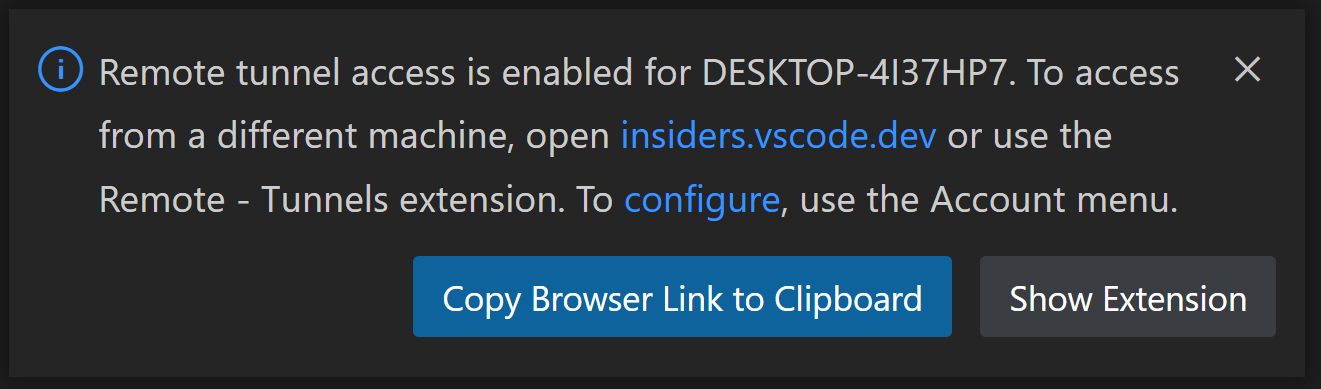 Remote tunnel access is enabled for DESKTOP-4I37HP7. To access
from a different machine, open insiders.vscode.dev or use the
Remote - Tunnels extension. To configure, use the Account menu.
Copy Browser Link to Clipboard
Show Extension